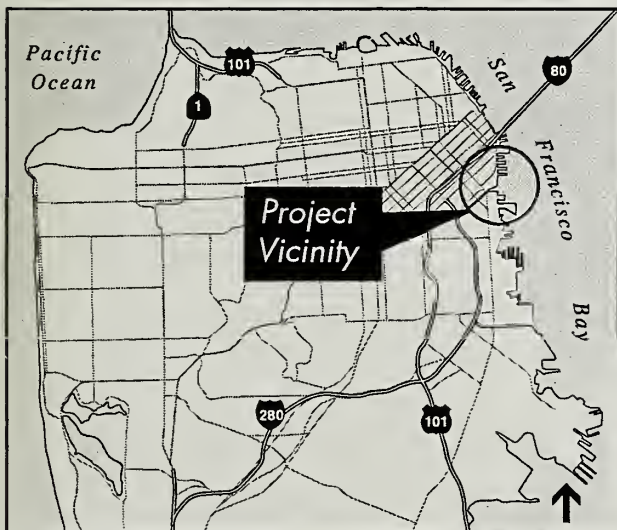 Pacific
Ocean
101
1
San
80
Francisco
Project
Vicinity
Bay
280
101